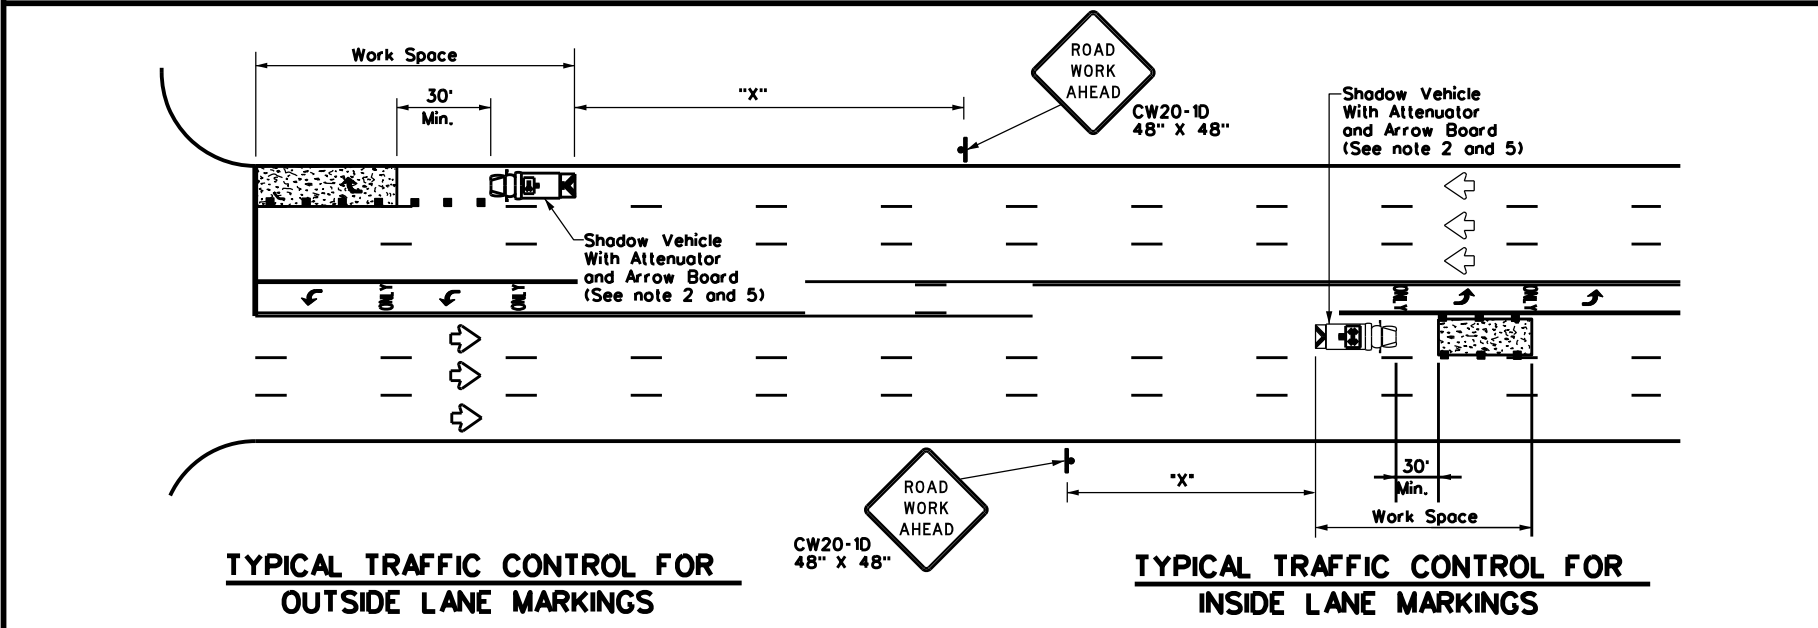 Work Space
30'
Min.
"X"
ROAD
WORK
AHEAD
CW20-1D
48" X 48"
Shadow Vehicle
With Attenuator
and Arrow Board
(See note 2 and 5)
Shadow Vehicle
With Attenuator
and Arrow Board
(See note 2 and 5)
ONLY
ONLY
ONLY
ONLY
ROAD
WORK
AHEAD
CW20-1D
48" X 48"
"X"
30'
Min.
Work Space
TYPICAL TRAFFIC CONTROL FOR
OUTSIDE LANE MARKINGS
TYPICAL TRAFFIC CONTROL FOR
INSIDE LANE MARKINGS